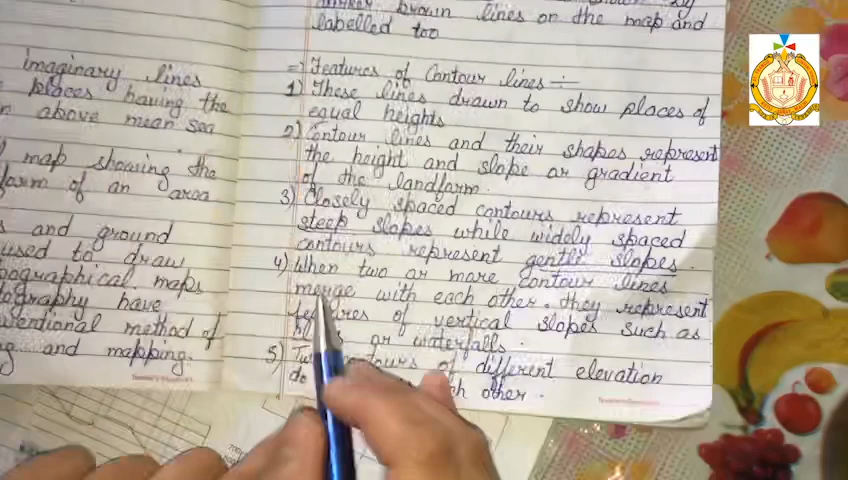 imaginary lines
places having the
above mean sea
map showing the
farm of an area
and ground
used to draw
maps
have
method of
and mapping.
brown lines on the map and
labelled too
=) Features of Contour lines :-
1) These lines drawn to show places of
equal heights
2) Contour lines and their shapes represent
the height and slope or gradient
of the landfarm.
3) Closely spaced contours represent
steep slopes while widely spaced
contours represent gentle slopes.
4) When two or more contour lines
merge with each other. they represent
features of vertical slopes such as
or waterfalls.
5) contours of different elevation
do other.